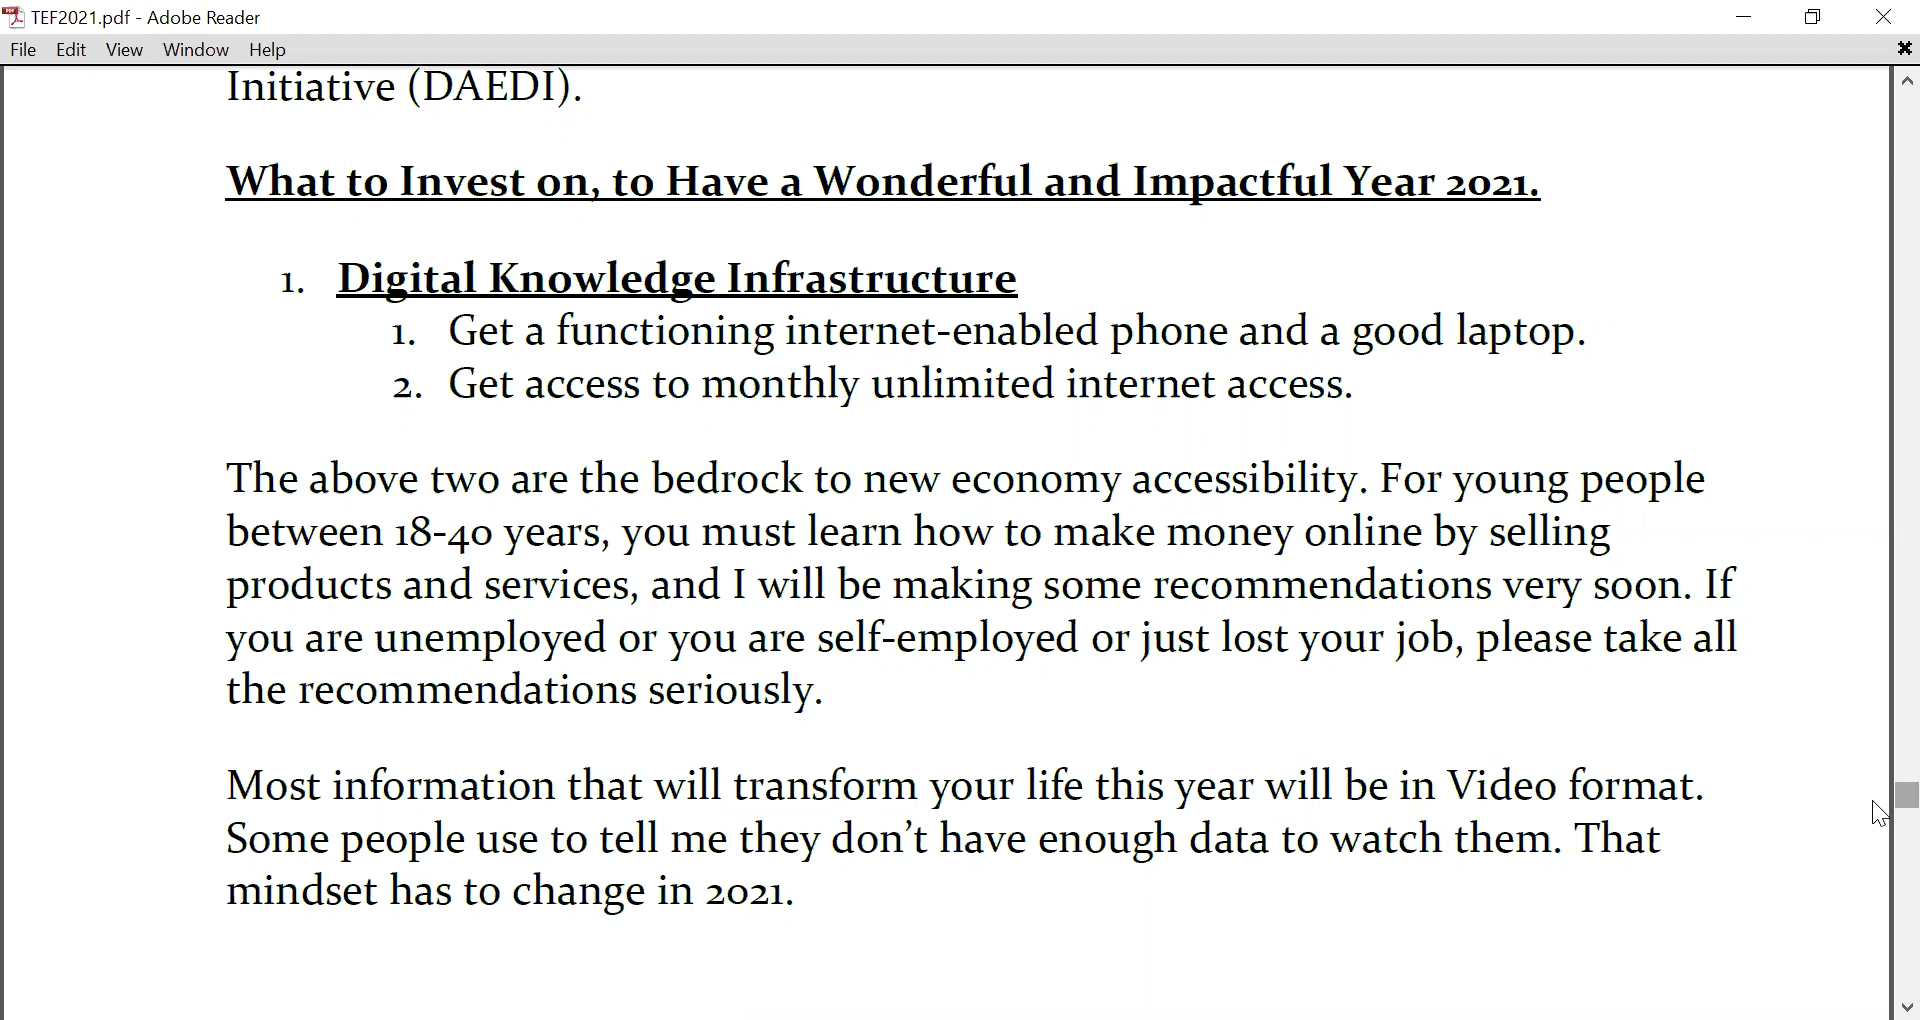 TEF2021.pdf - Adobe Reader
File Edit View Window Help
Initiative (DAEDI).
What to Invest on, to Have a Wonderful and Impactful Year 2021.
1. Digital Knowledge Infrastructure
1. Get a functioning internet-enabled phone and a good laptop.
2. Get access to monthly unlimited internet access.
The above two are the bedrock to new economy accessibility. For young people
between 18-40 years, you must learn how to make money online by selling
products and services, and I will be making some recommendations very soon. If
you are unemployed or you are self-employed or just lost your job, please take all
the recommendations seriously.
Most information that will transform your life this year will be in Video format.
Some people use to tell me they don’t have enough data to watch them. That
mindset has to change in 2021.